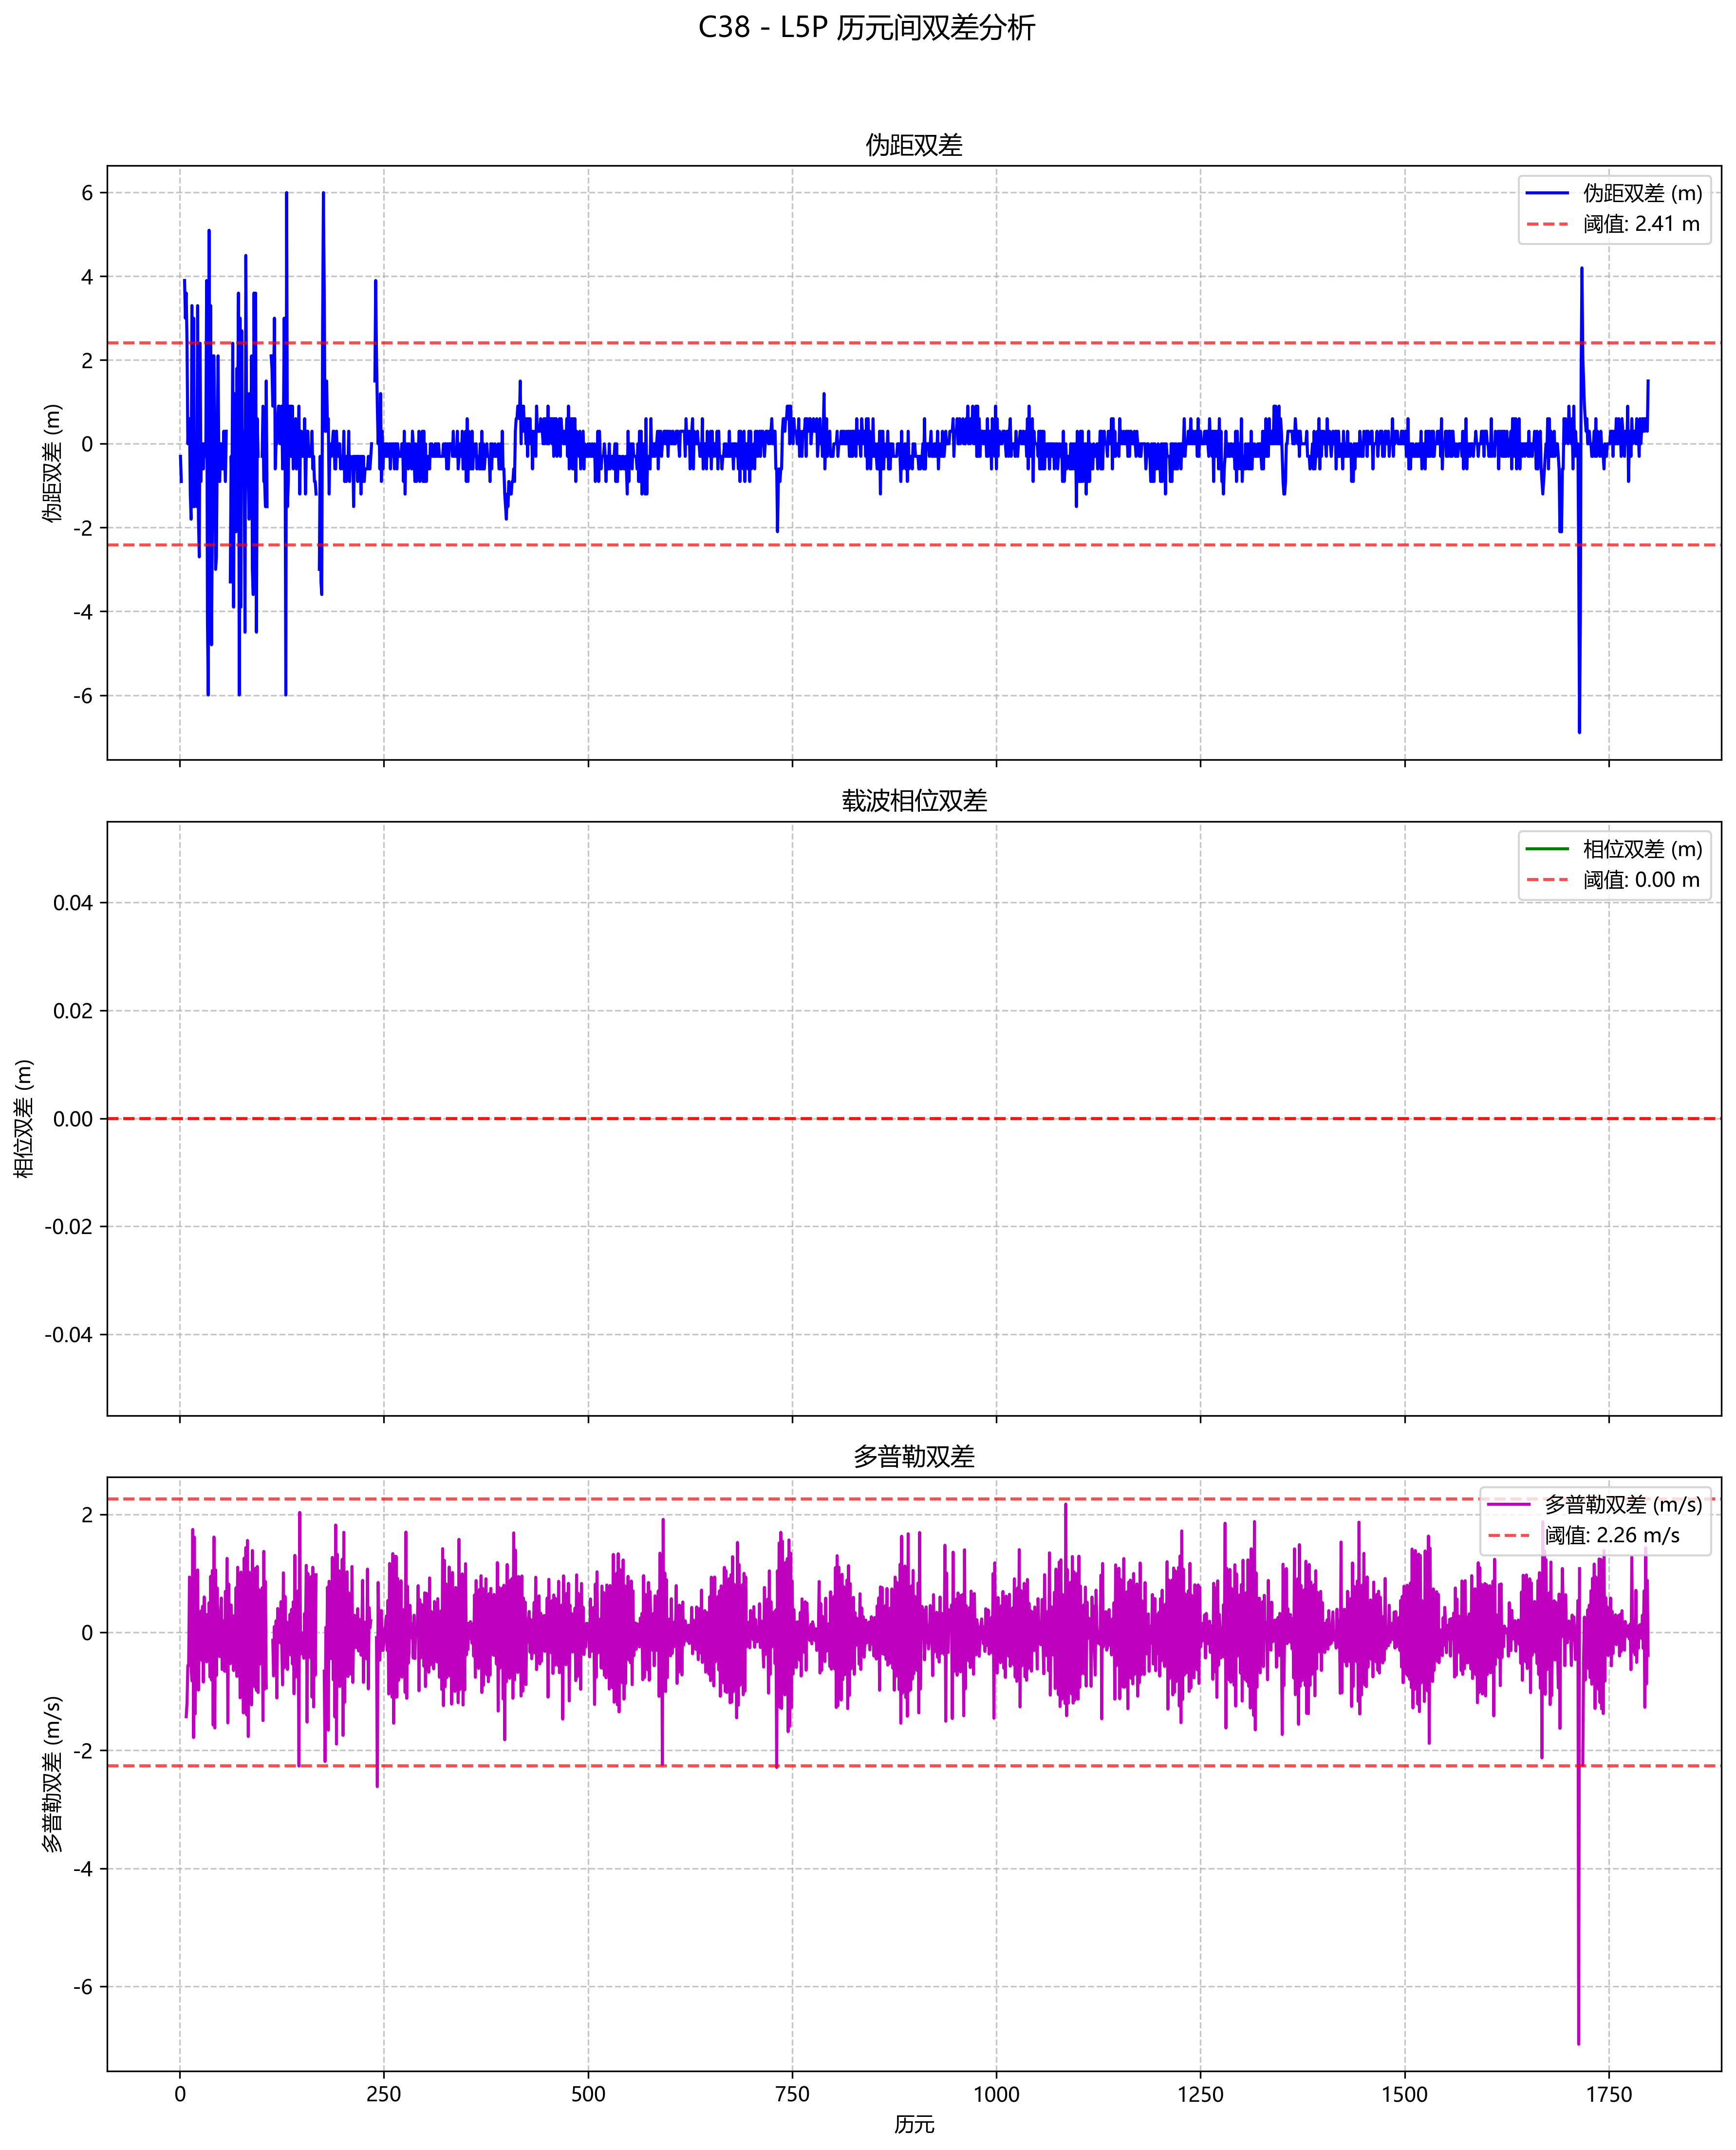 C38 - L5P 历元间双差分析
伪距双差
伪距双差 (m)
阈值: 2.41 m
伪距双差 (m)
6
4
2
0
-2
-4
-6
载波相位双差
相位双差 (m)
阈值: 0.00 m
相位双差 (m)
0.04
0.02
0.00
-0.02
-0.04
多普勒双差
多普勒双差 (m/s)
阈值: 2.26 m/s
多普勒双差 (m/s)
2
0
-2
-4
-6
0 250 500 750 1000 1250 1500 1750
历元